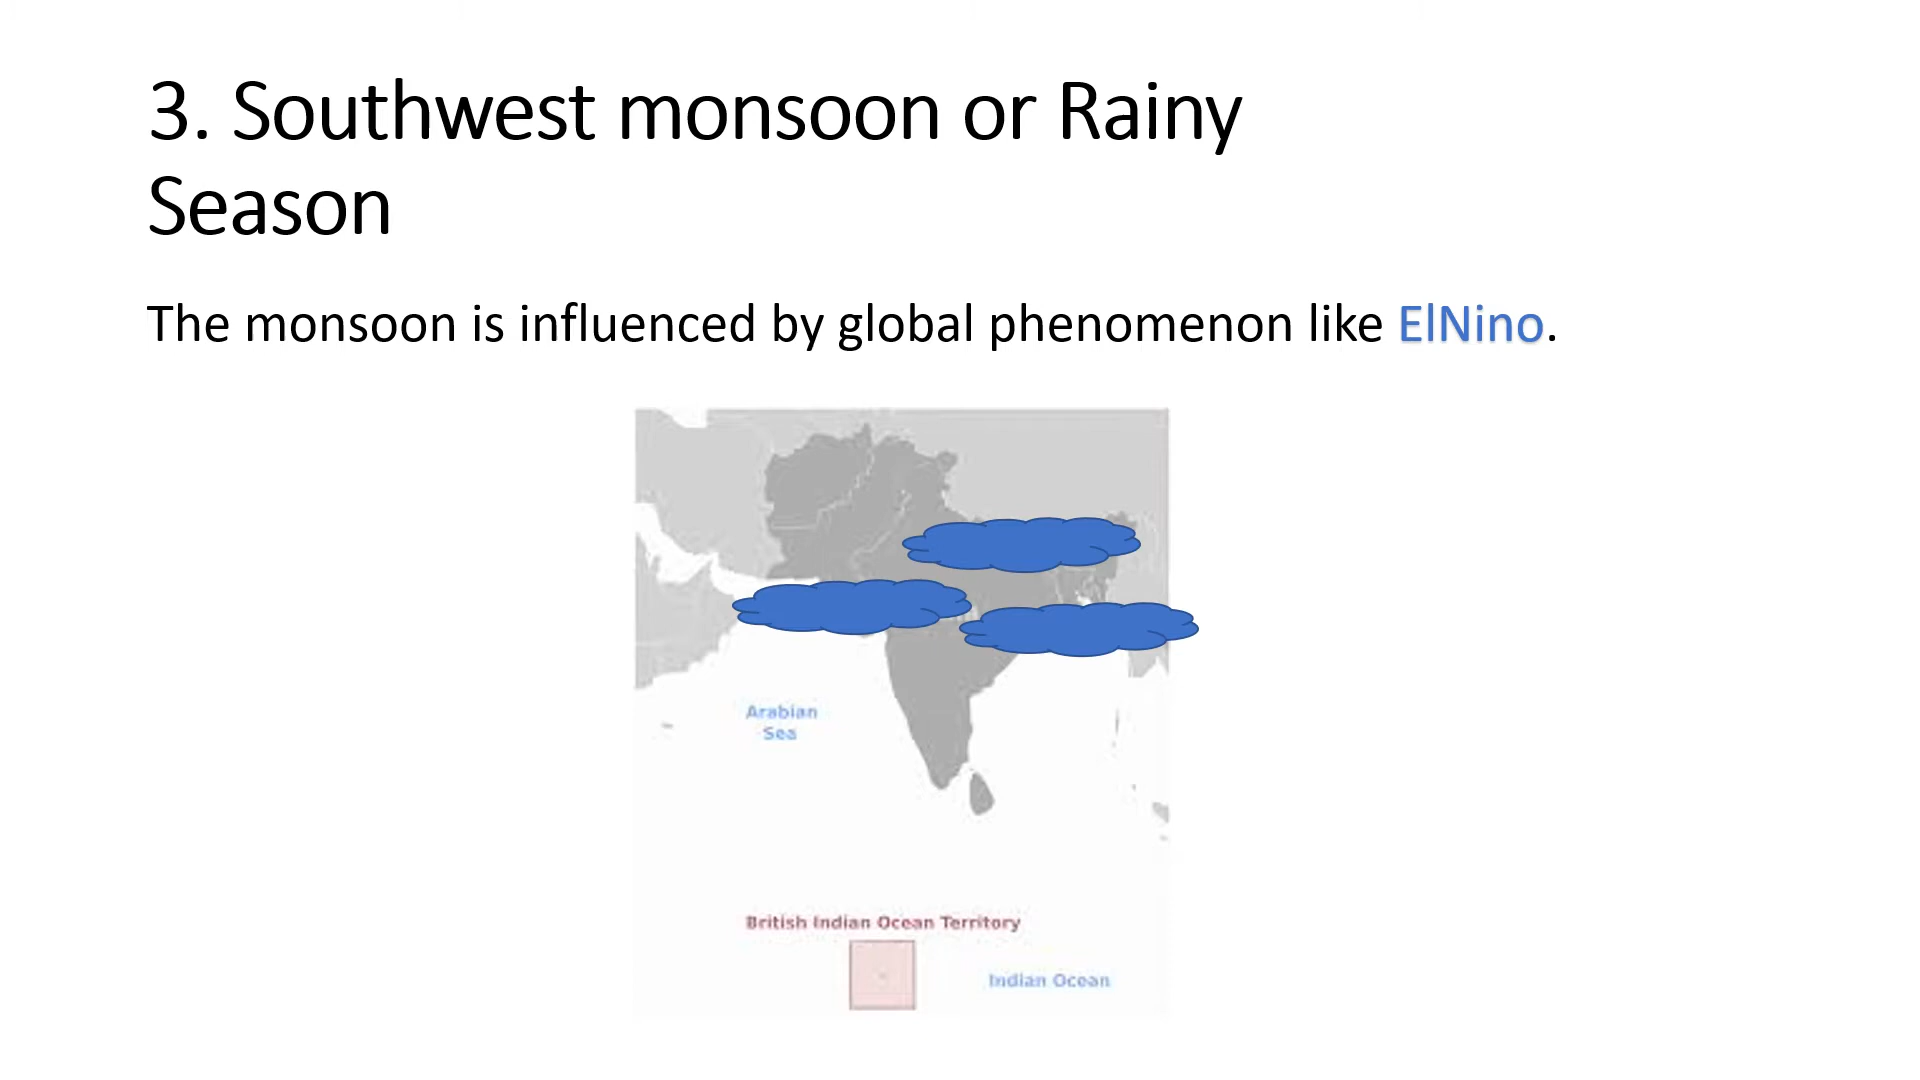 3. Southwest monsoon or Rainy
Season
The monsoon is influenced by global phenomenon like ElNino.
Arabian
Sea
British Indian Ocean Territory
Indian Ocean